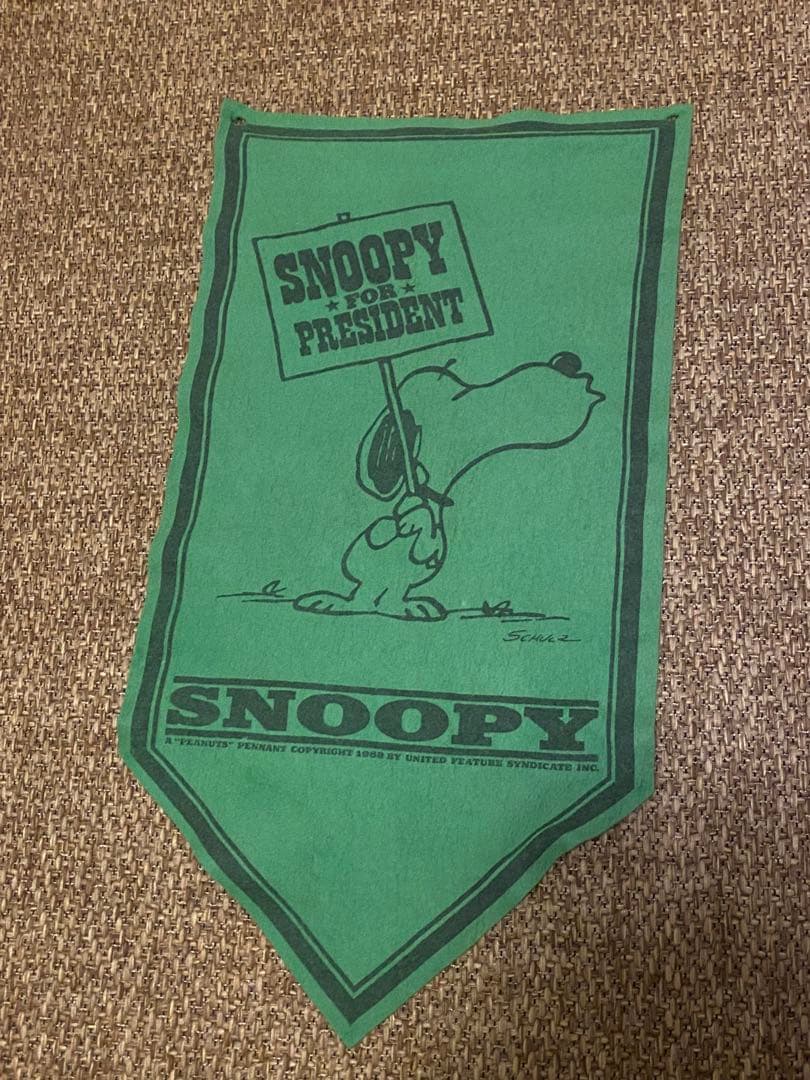 SNOOPY
★ FOR ★
PRESIDENT
SCHULZ
SNOOPY
A "PEANUTS" PENNANT COPYRIGHT 1968 BY UNITED FEATURE SYNDICATE INC.